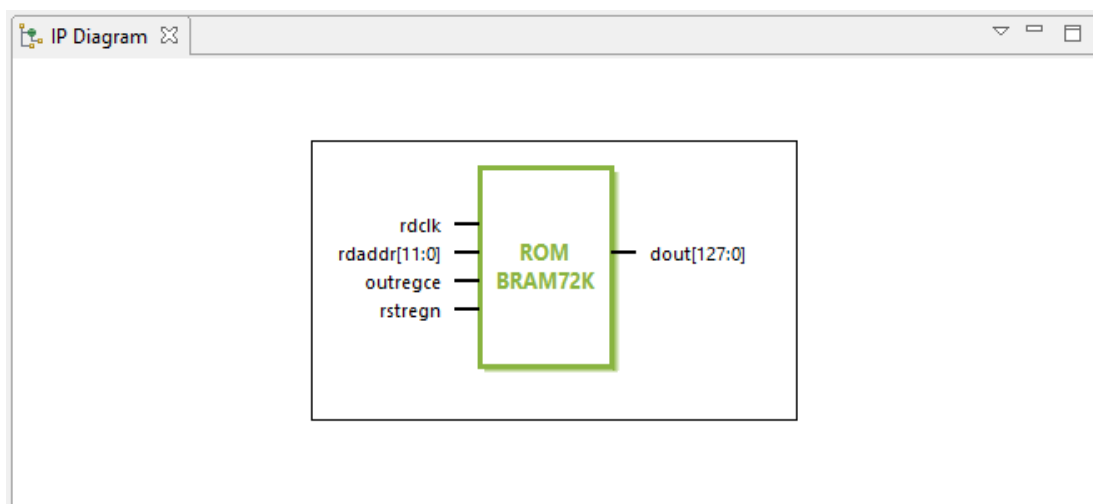 IP Diagram
rdclk
rdaddr[11:0]
outregce
rstregn
ROM
BRAM72K
dout[127:0]